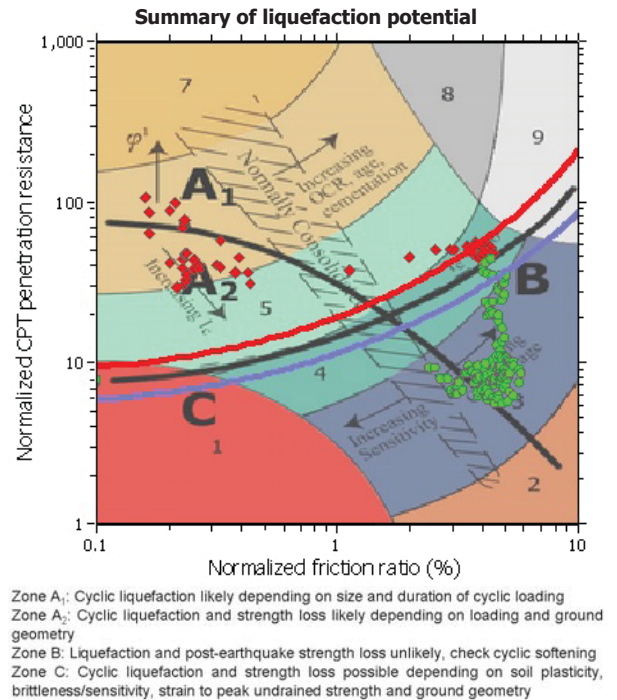 Summary of liquefaction potential
1,000
100
10
1
Normalized CPT penetration resistance
7
8
9
φ'
A1
Increasing
OCR, age,
cementation
Normally Consolid
A2
Increasing I
5
B
4
C
1
Increasing
Sensitivity
3
2
0.1
1
10
Normalized friction ratio (%)
Zone A1: Cyclic liquefaction likely depending on size and duration of cyclic loading
Zone A2: Cyclic liquefaction and strength loss likely depending on loading and ground
geometry
Zone B: Liquefaction and post-earthquake strength loss unlikely, check cyclic softening
Zone C: Cyclic liquefaction and strength loss possible depending on soil plasticity,
brittleness/sensitivity, strain to peak undrained strength and ground geometry